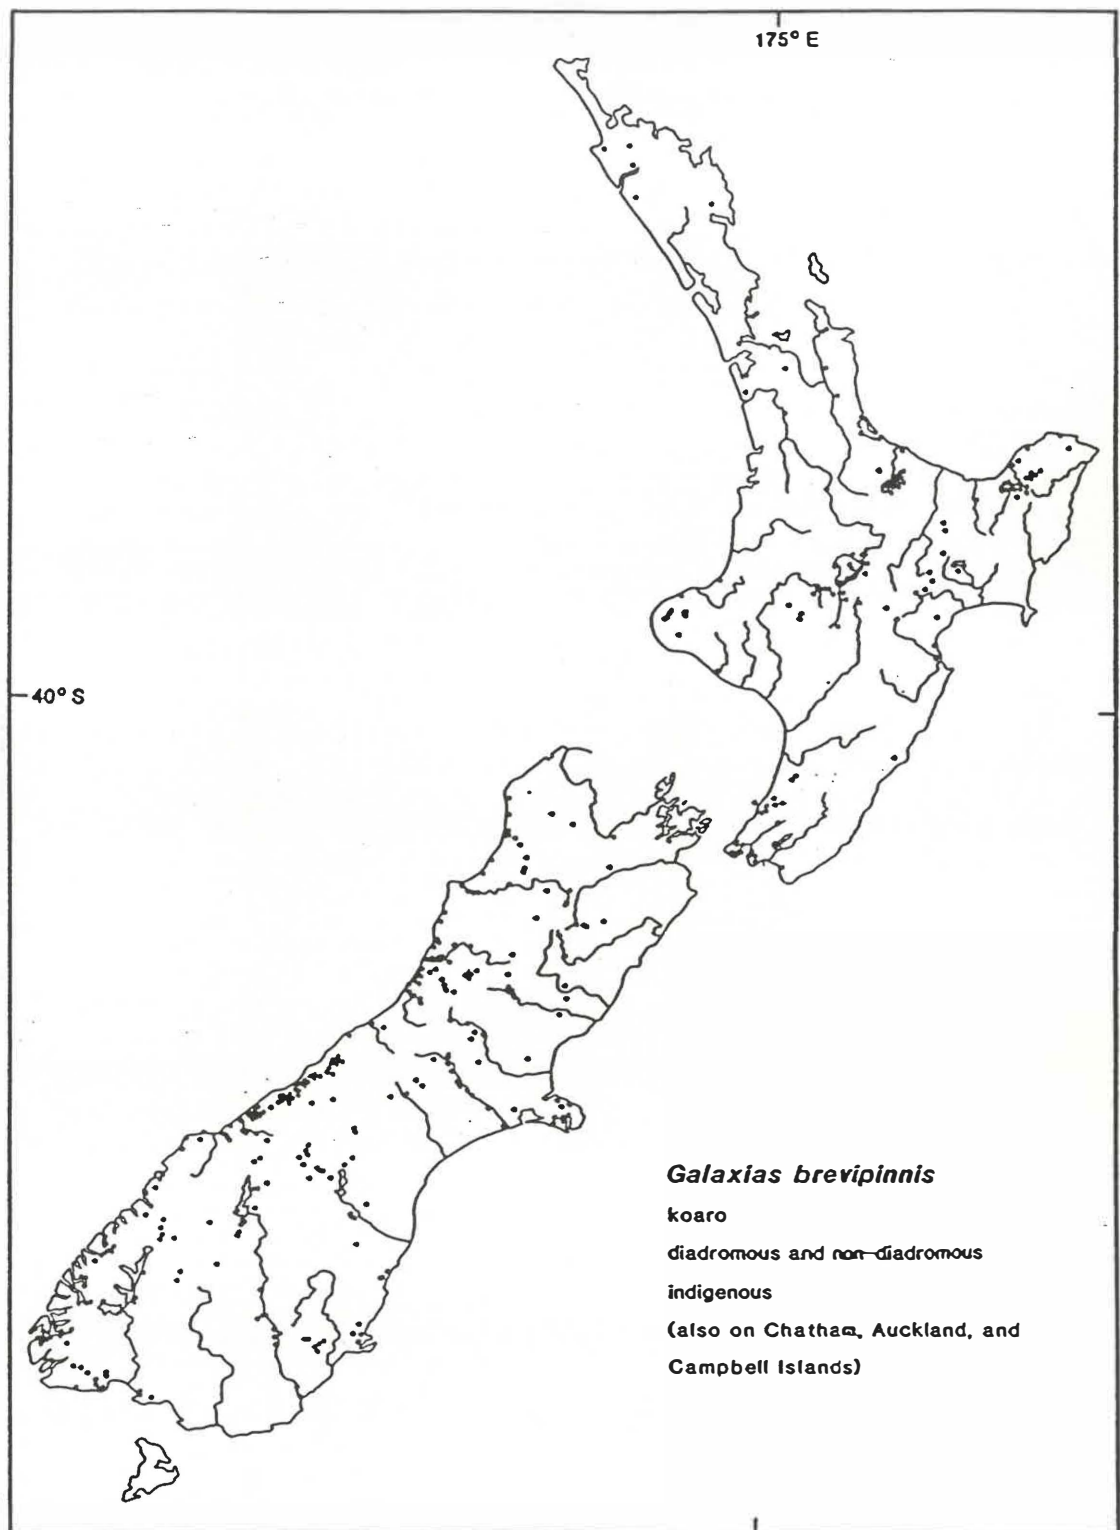 175° E
40° S
Galaxias brevipinnis
koaro
diadromous and non-diadromous
indigenous
(also on Chatham, Auckland, and
Campbell Islands)